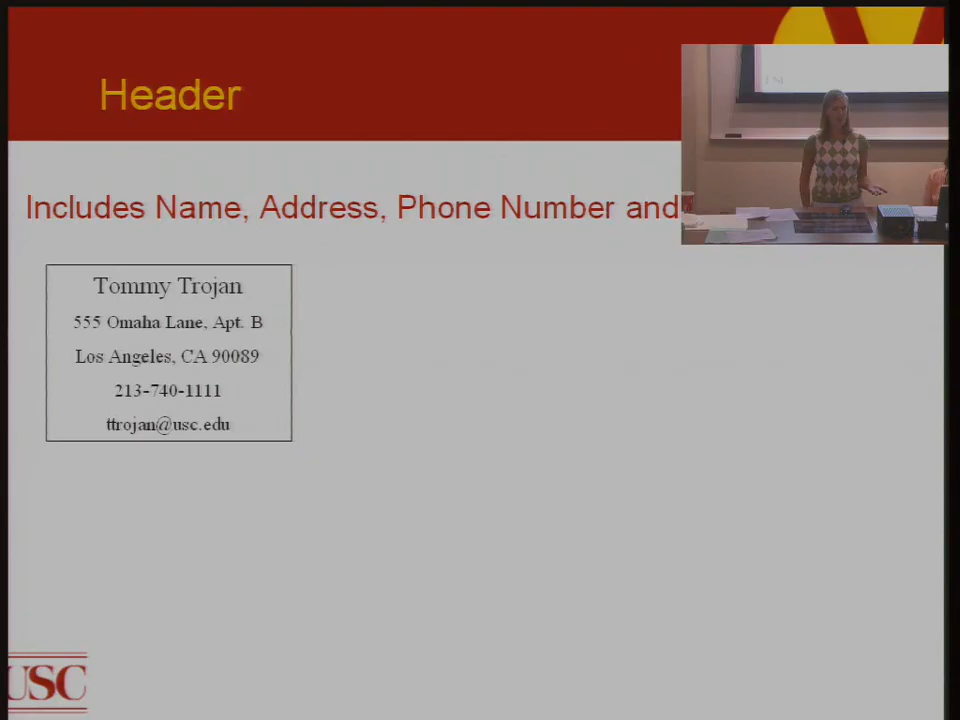 Header
Includes Name, Address, Phone Number and
Tommy Trojan
555 Omaha Lane, Apt. B
Los Angeles, CA 90089
213-740-1111
ttrojan@usc.edu
USC